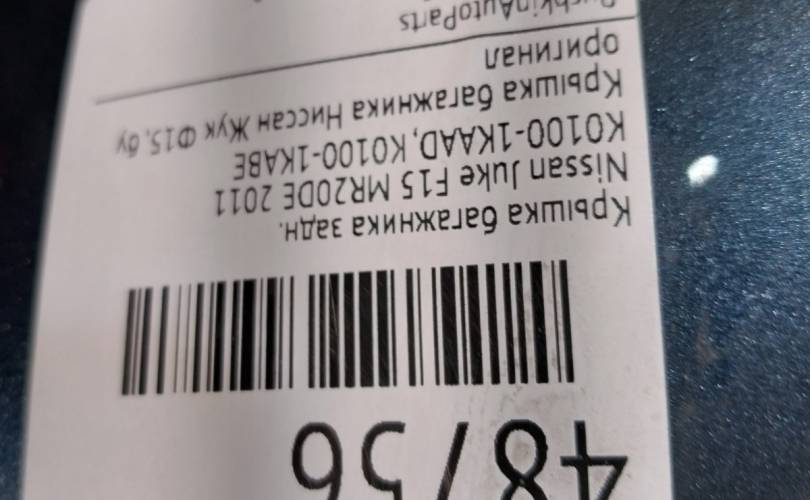 48756
Крышка багажника задн.
Nissan Juke F15 MR20DE 2011
K0100-1KAAD, K0100-1KABE
Крышка багажника Ниссан Жук Ф15, бу
оригинал
PushkinAutoParts